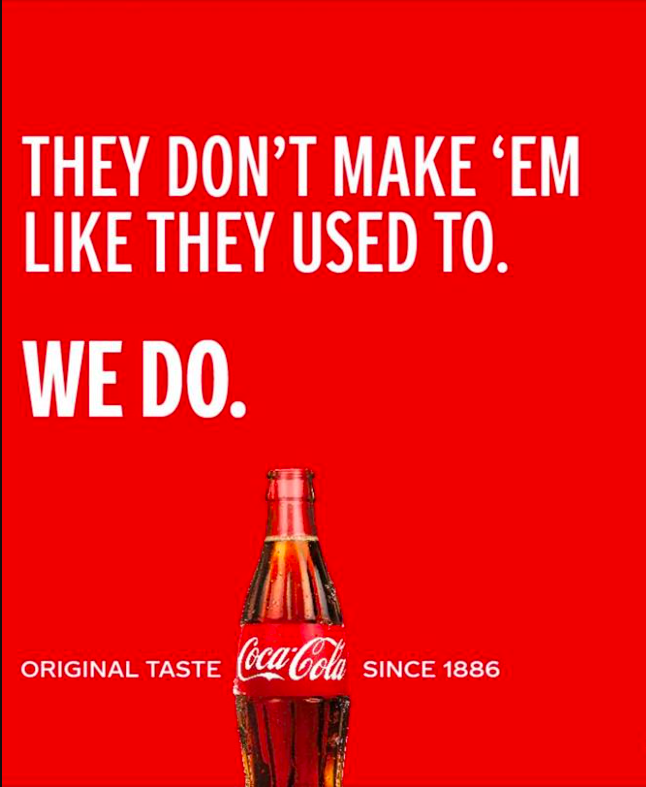 THEY DON’T MAKE ‘EM
LIKE THEY USED TO.
WE DO.
ORIGINAL TASTE Coca-Cola SINCE 1886